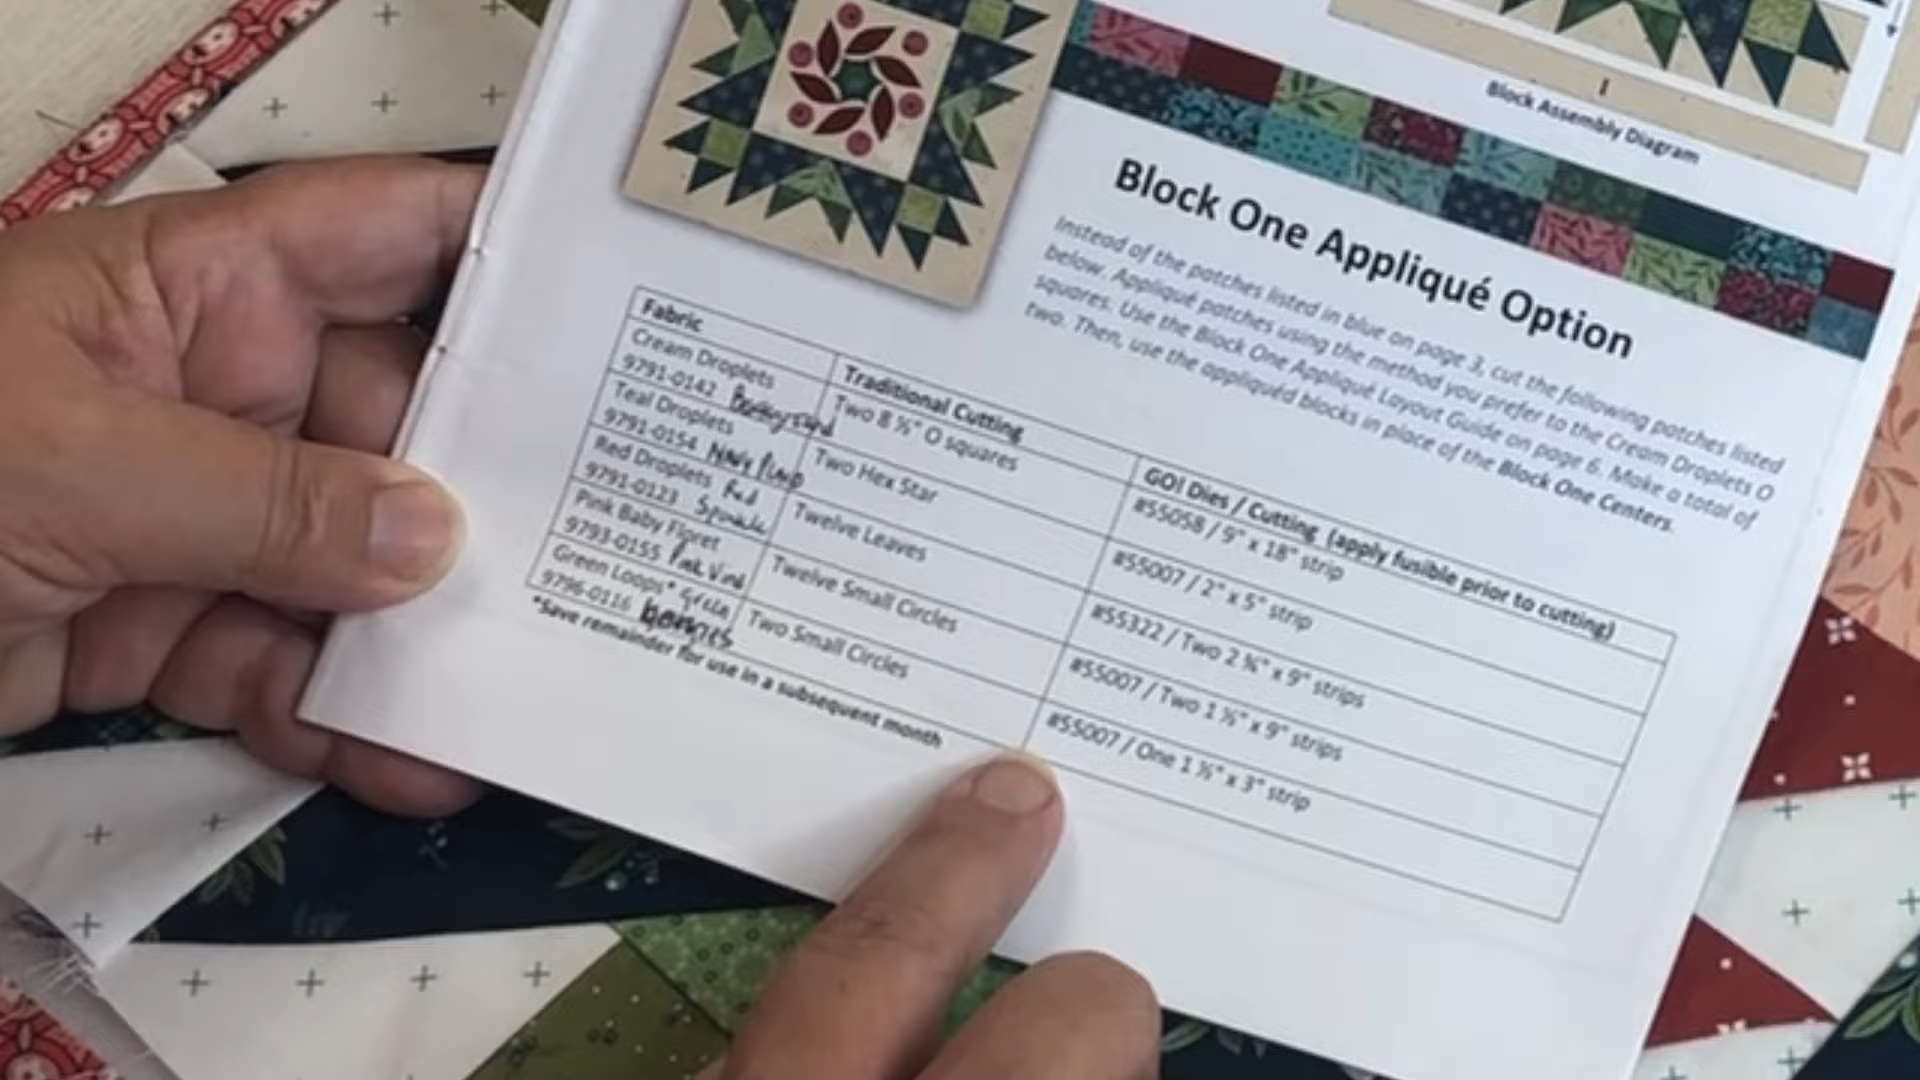 I
Block Assembly Diagram
Block One Appliqué Option
Instead of the patches listed in blue on page 3, cut the following patches listed
below. Appliqué patches using the method you prefer to the Cream Droplets O
squares. Use the Block One Appliqué Layout Guide on page 6. Make a total of
two. Then, use the appliquéd blocks in place of the Block One Centers.
Fabric
Traditional Cutting
GO! Dies / Cutting (apply fusible prior to cutting)
Cream Droplets
9791-0142
Two 8 ½" O squares
#55058 / 9" x 18" strip
Teal Droplets
9791-0154 Navy Plaid
Two Hex Star
#55007 / 2" x 5" strip
Red Droplets Red
9791-0123 Sprinkle
Twelve Leaves
#55322 / Two 2 ¾" x 9" strips
Pink Baby Floret
9793-0155 Pink Vine
Twelve Small Circles
#55007 / Two 1 ½" x 9" strips
Green Loops* Green
9796-0116 berries
Two Small Circles
#55007 / One 1 ½" x 3" strip
*Save remainder for use in a subsequent month